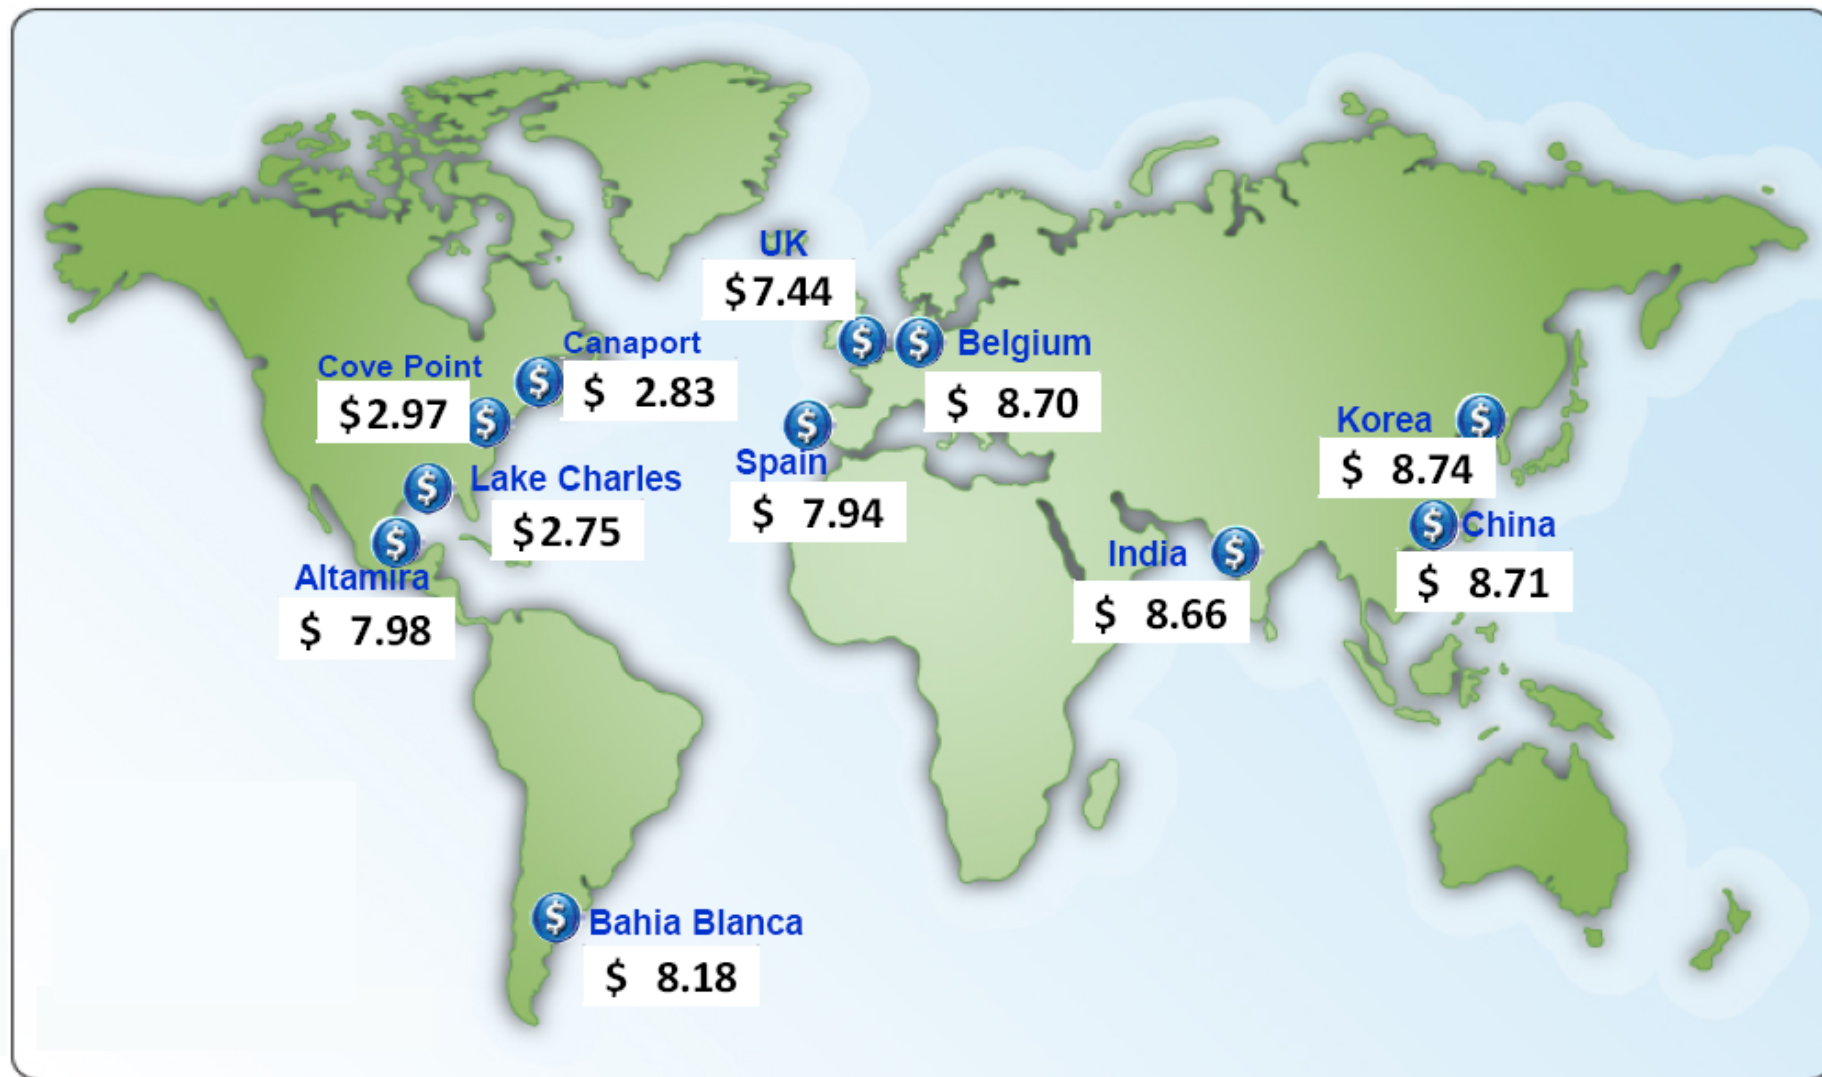 UK
$7.44
Canaport
$ 2.83
Cove Point
$2.97
Belgium
$ 8.70
Korea
$ 8.74
Spain
$ 7.94
Lake Charles
$2.75
China
$ 8.71
India
$ 8.66
Altamira
$ 7.98
Bahia Blanca
$ 8.18